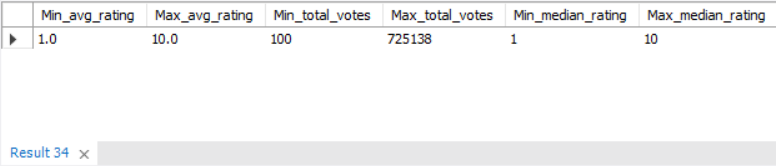 Min_avg_rating Max_avg_rating Min_total_votes Max_total_votes Min_median_rating Max_median_rating
1.0 10.0 100 725138 1 10
Result 34 ×